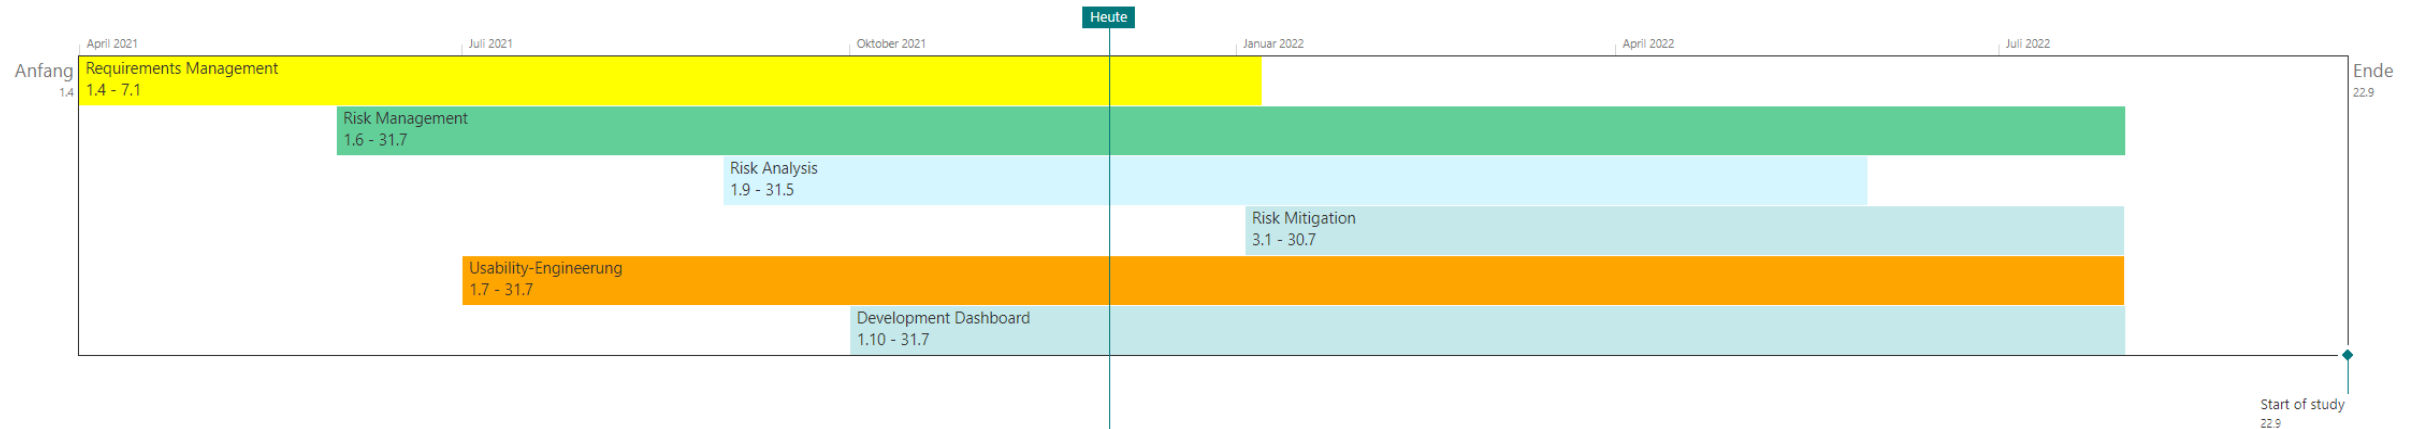 Heute
April 2021
Juli 2021
Oktober 2021
Januar 2022
April 2022
Juli 2022
Anfang
1.4
Requirements Management
1.4 - 7.1
Ende
22.9
Risk Management
1.6 - 31.7
Risk Analysis
1.9 - 31.5
Risk Mitigation
3.1 - 30.7
Usability-Engineerung
1.7 - 31.7
Development Dashboard
1.10 - 31.7
Start of study
22.9